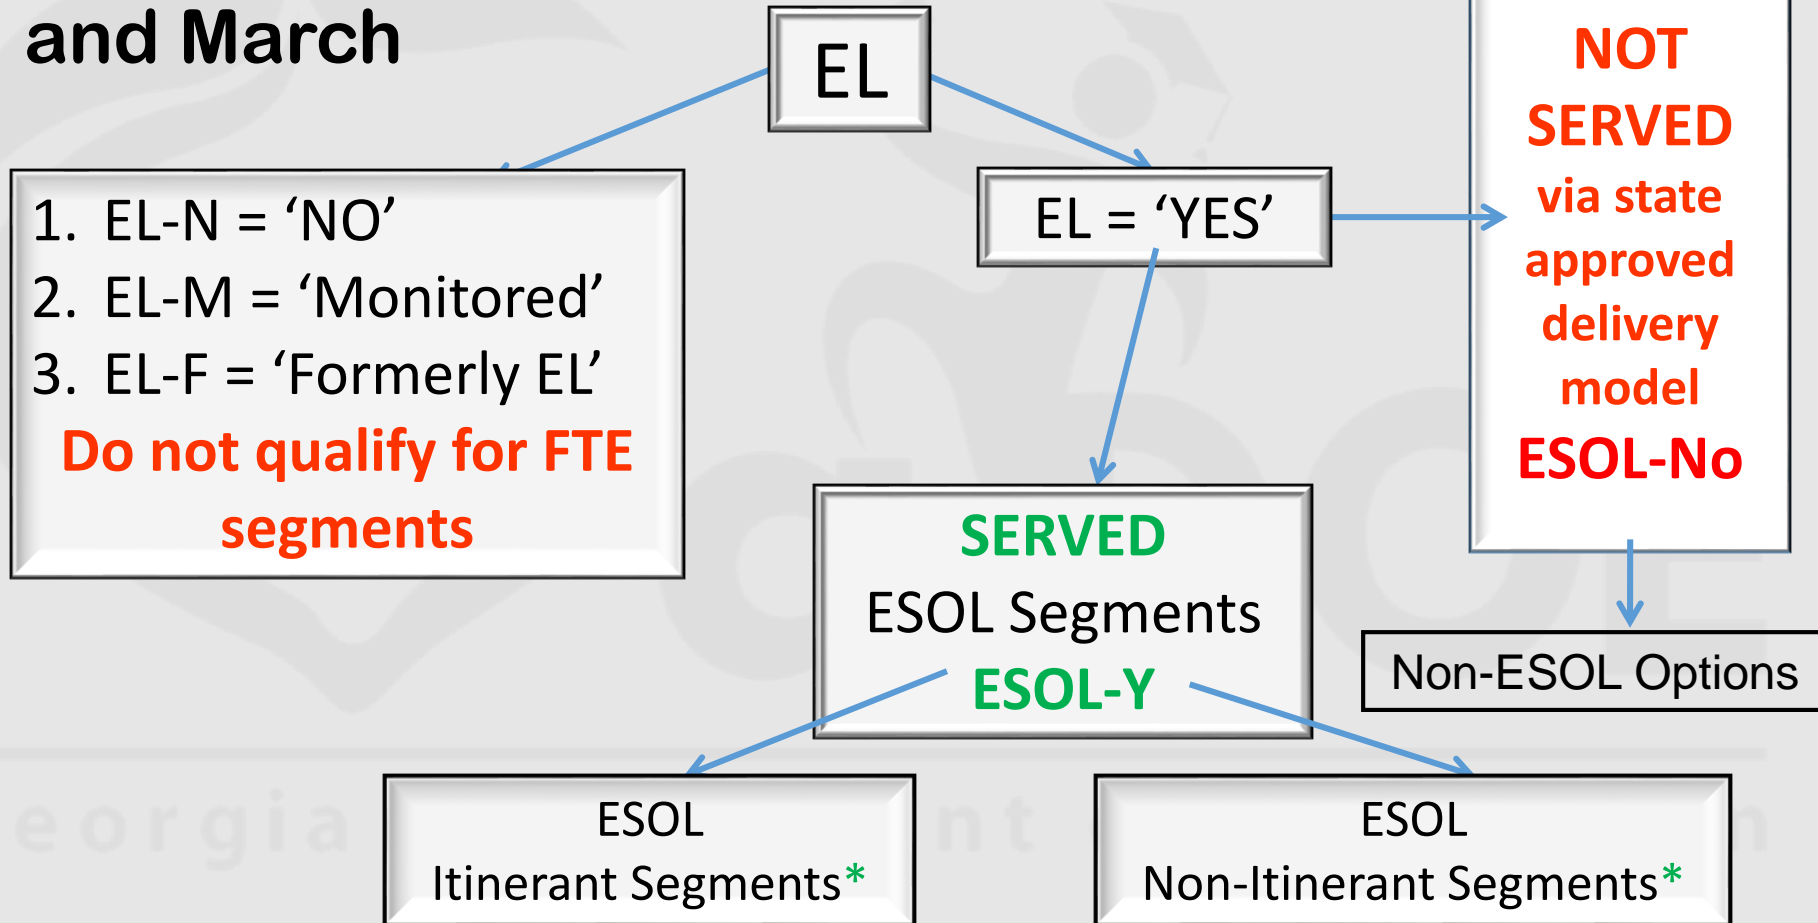 and March
EL
1. EL-N = ‘NO’
2. EL-M = ‘Monitored’
3. EL-F = ‘Formerly EL’
Do not qualify for FTE
segments
EL = ‘YES’
NOT
SERVED
via state
approved
delivery
model
ESOL-No
SERVED
ESOL Segments
ESOL-Y
Non-ESOL Options
ESOL
Itinerant Segments*
ESOL
Non-Itinerant Segments*
eorgia